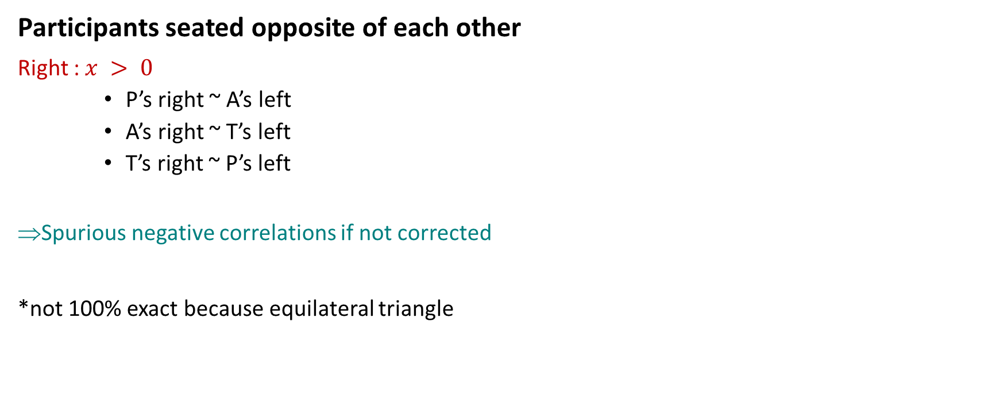 Participants seated opposite of each other
Right : x > 0
• P’s right ~ A’s left
• A’s right ~ T’s left
• T’s right ~ P’s left
⇒Spurious negative correlations if not corrected
*not 100% exact because equilateral triangle